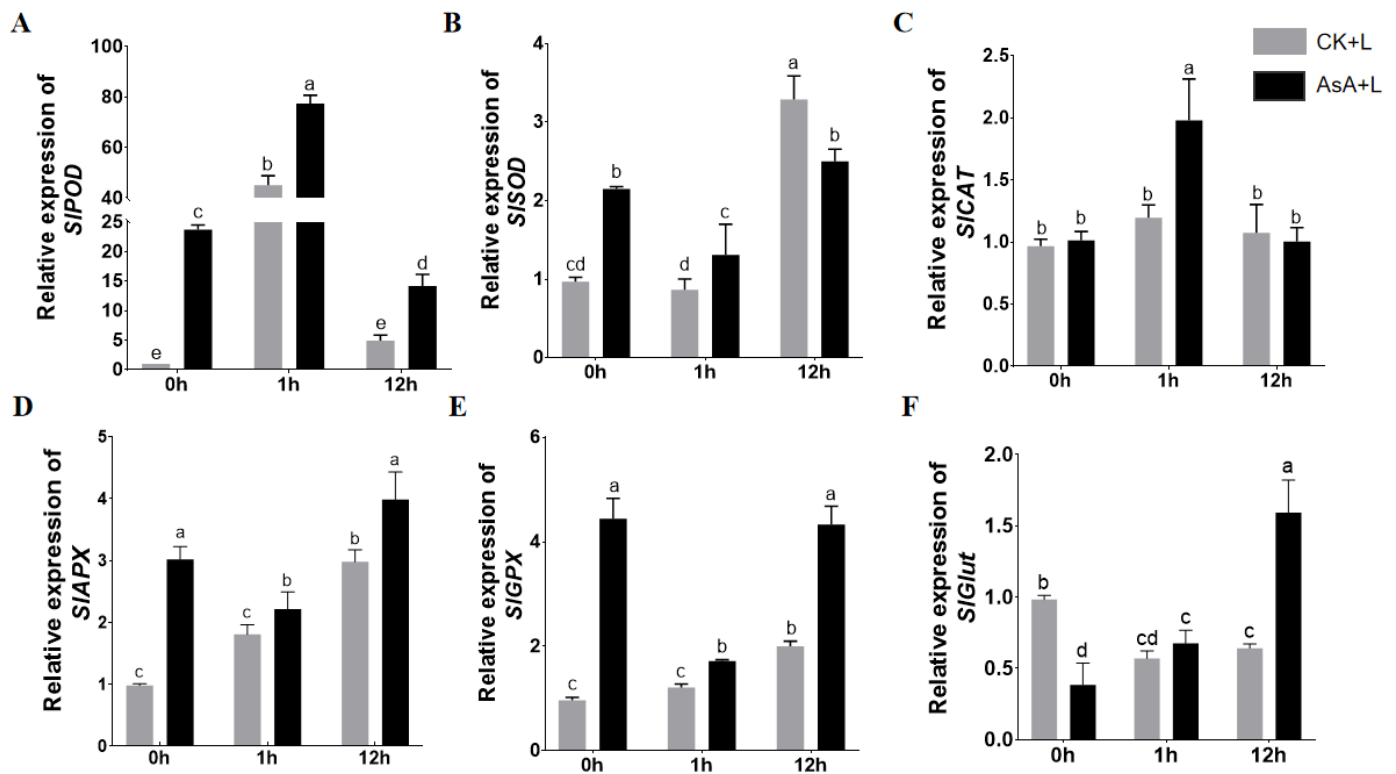 A
Relative expression of
SlPOD
100
80
60
40
25
20
15
10
5
0
e
c
b
a
e
d
0h
1h
12h
B
Relative expression of
SlSOD
4
3
2
1
0
cd
b
d
c
a
b
0h
1h
12h
C
Relative expression of
SlCAT
2.5
2.0
1.5
1.0
0.5
0.0
b
b
b
a
b
b
0h
1h
12h
CK+L
AsA+L
D
Relative expression of
SlAPX
5
4
3
2
1
0
c
a
c
b
b
a
0h
1h
12h
E
Relative expression of
SlGPX
6
4
2
0
c
a
c
b
b
a
0h
1h
12h
F
Relative expression of
SlGlut
2.0
1.5
1.0
0.5
0.0
b
d
cd
c
c
a
0h
1h
12h